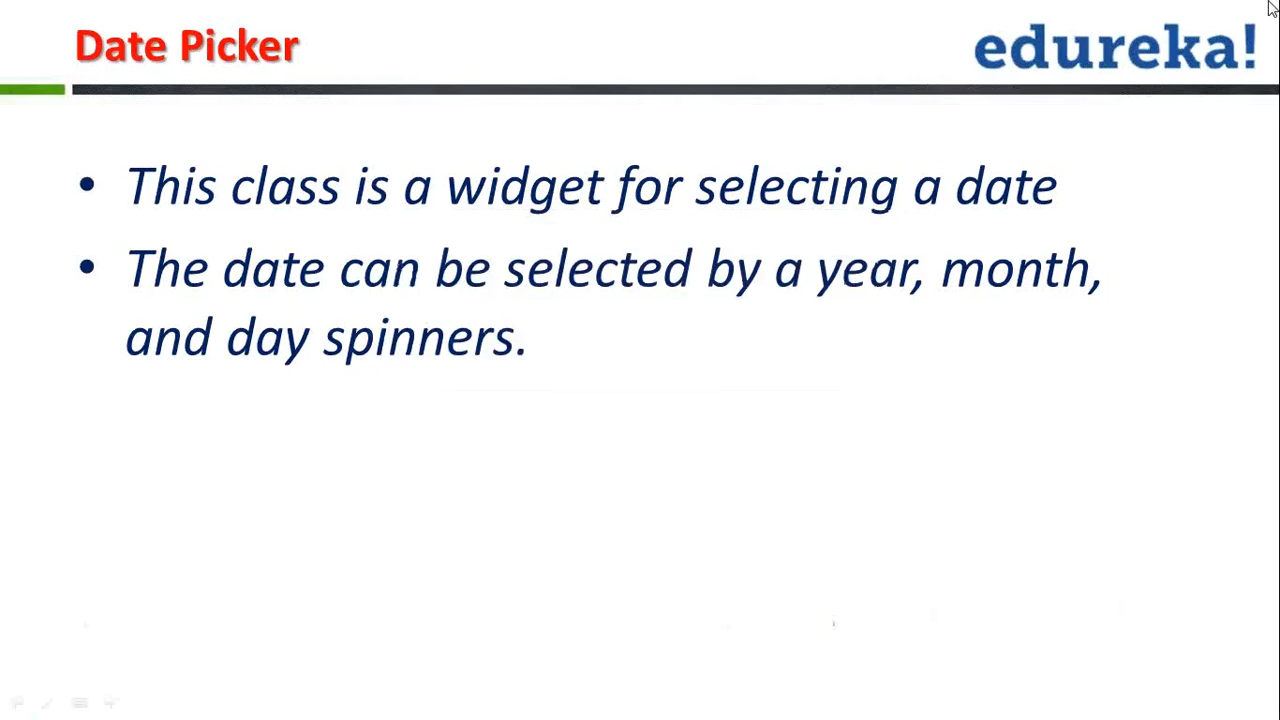 Date Picker
edureka!
• This class is a widget for selecting a date
• The date can be selected by a year, month,
and day spinners.